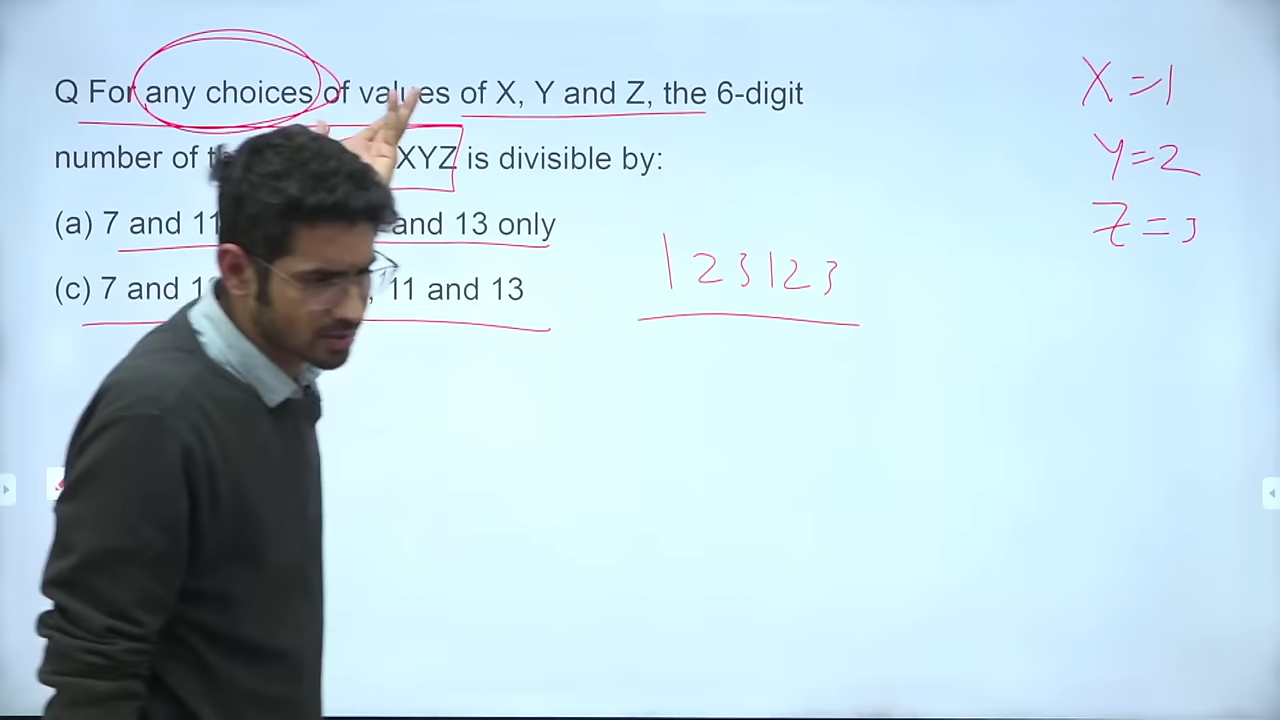 Q For any choices of values of X, Y and Z, the 6-digit
number of XYZ is divisible by:
(a) 7 and 11 and 13 only
(c) 7 and 11 and 13
X = 1
Y = 2
Z = 3
123123